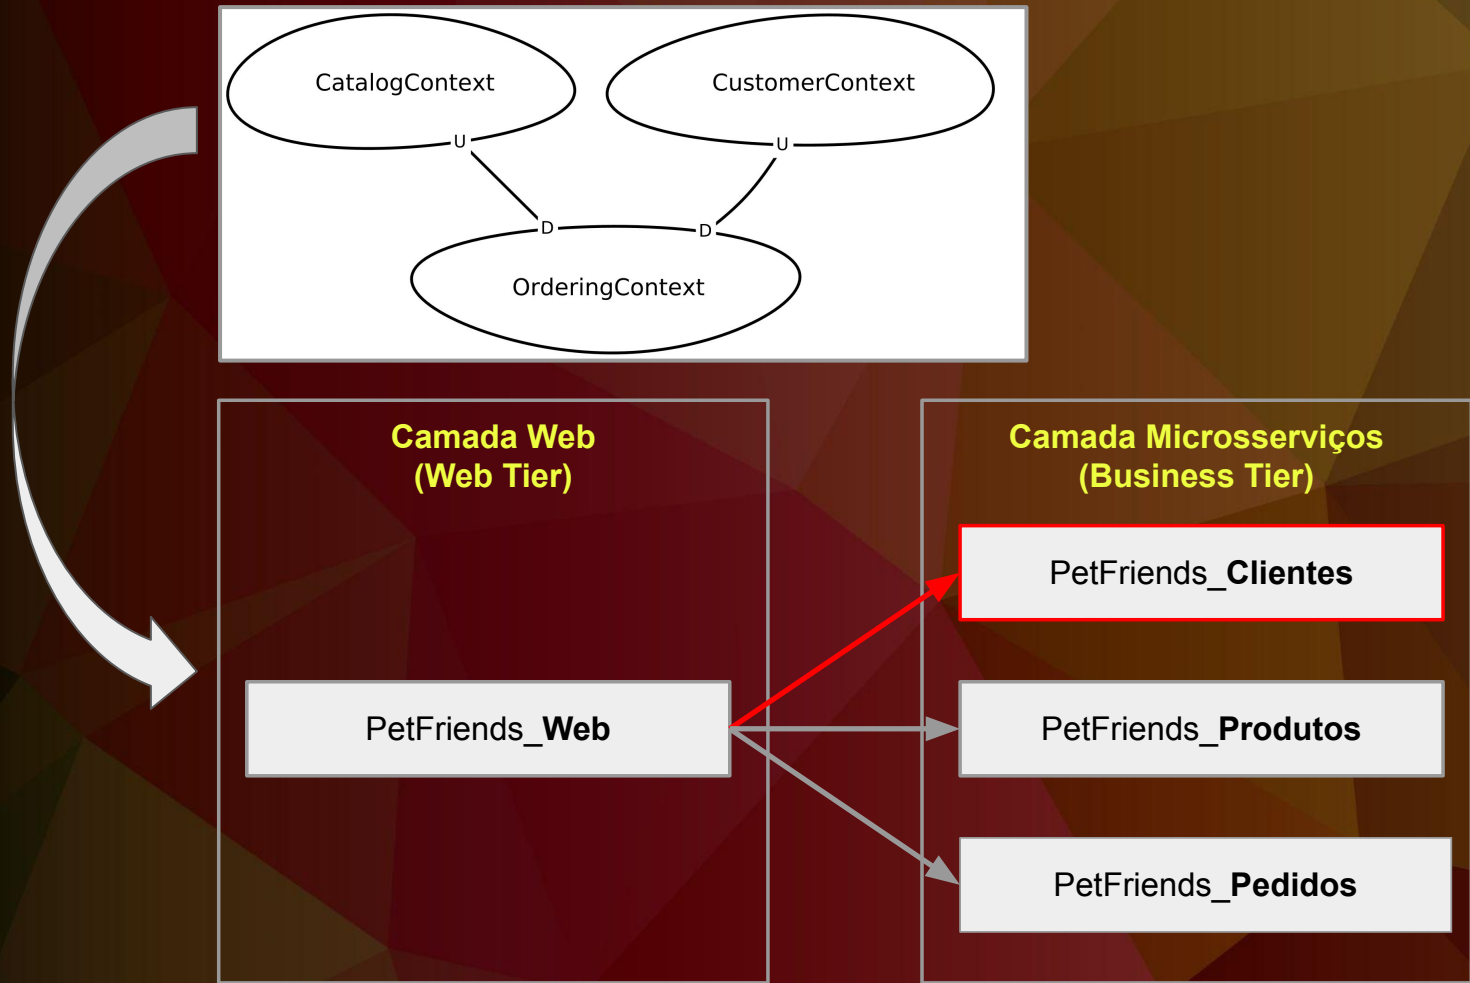 CatalogContext
CustomerContext
U
U
D
D
OrderingContext
Camada Web
(Web Tier)
Camada Microsserviços
(Business Tier)
PetFriends_Clientes
PetFriends_Web
PetFriends_Produtos
PetFriends_Pedidos